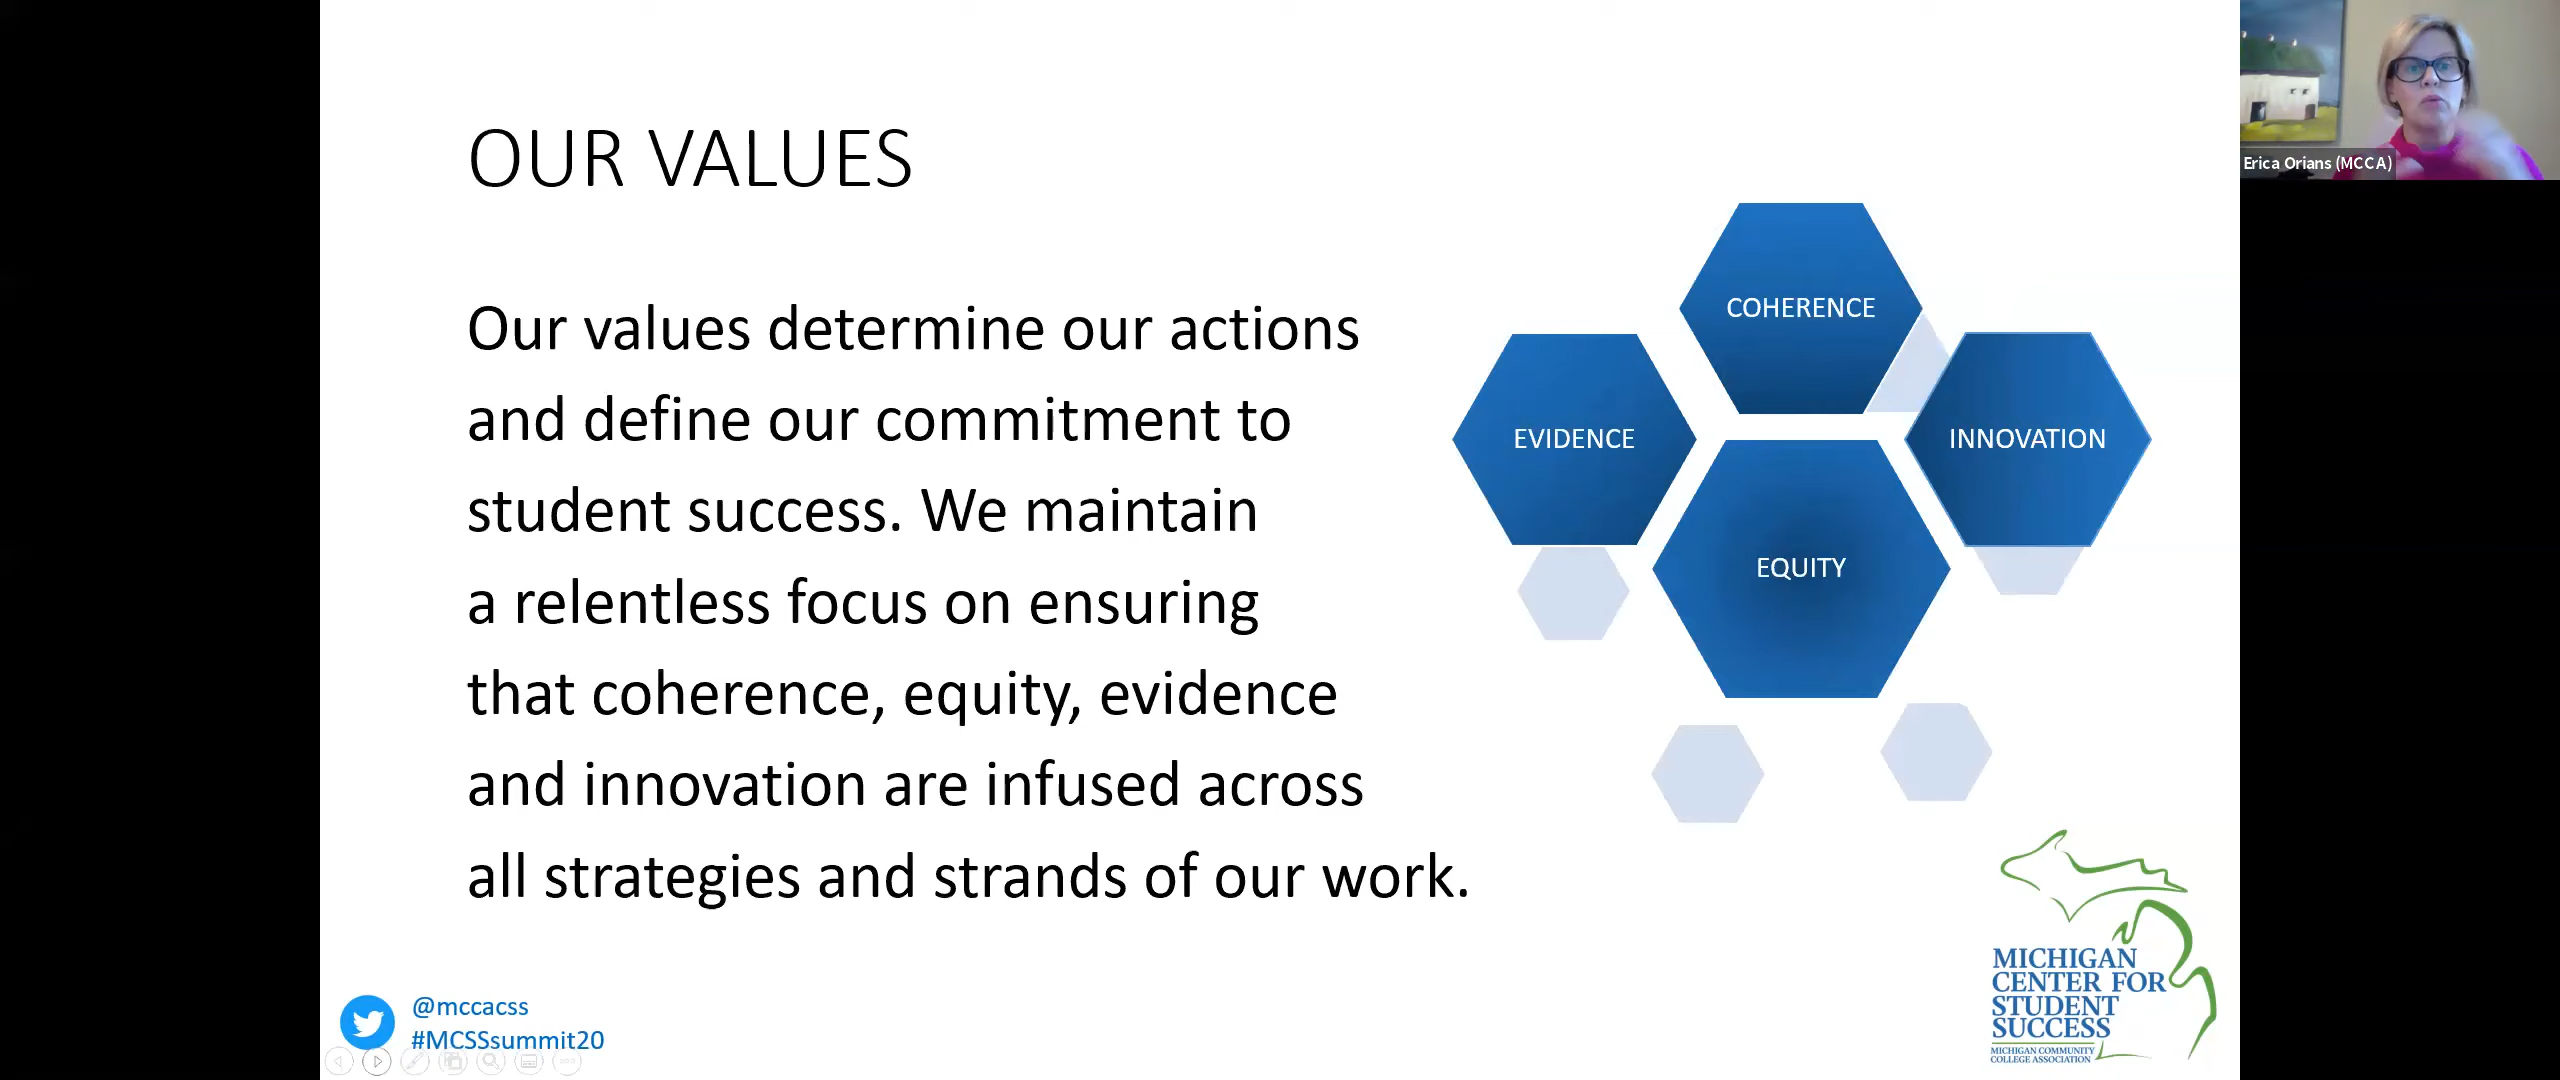 OUR VALUES
Our values determine our actions
and define our commitment to
student success. We maintain
a relentless focus on ensuring
that coherence, equity, evidence
and innovation are infused across
all strategies and strands of our work.
COHERENCE
EVIDENCE
INNOVATION
EQUITY
@mccacss
#MCSSsummit20
MICHIGAN
CENTER FOR
STUDENT
SUCCESS
MICHIGAN COMMUNITY
COLLEGE ASSOCIATION
Erica Orians (MCCA)